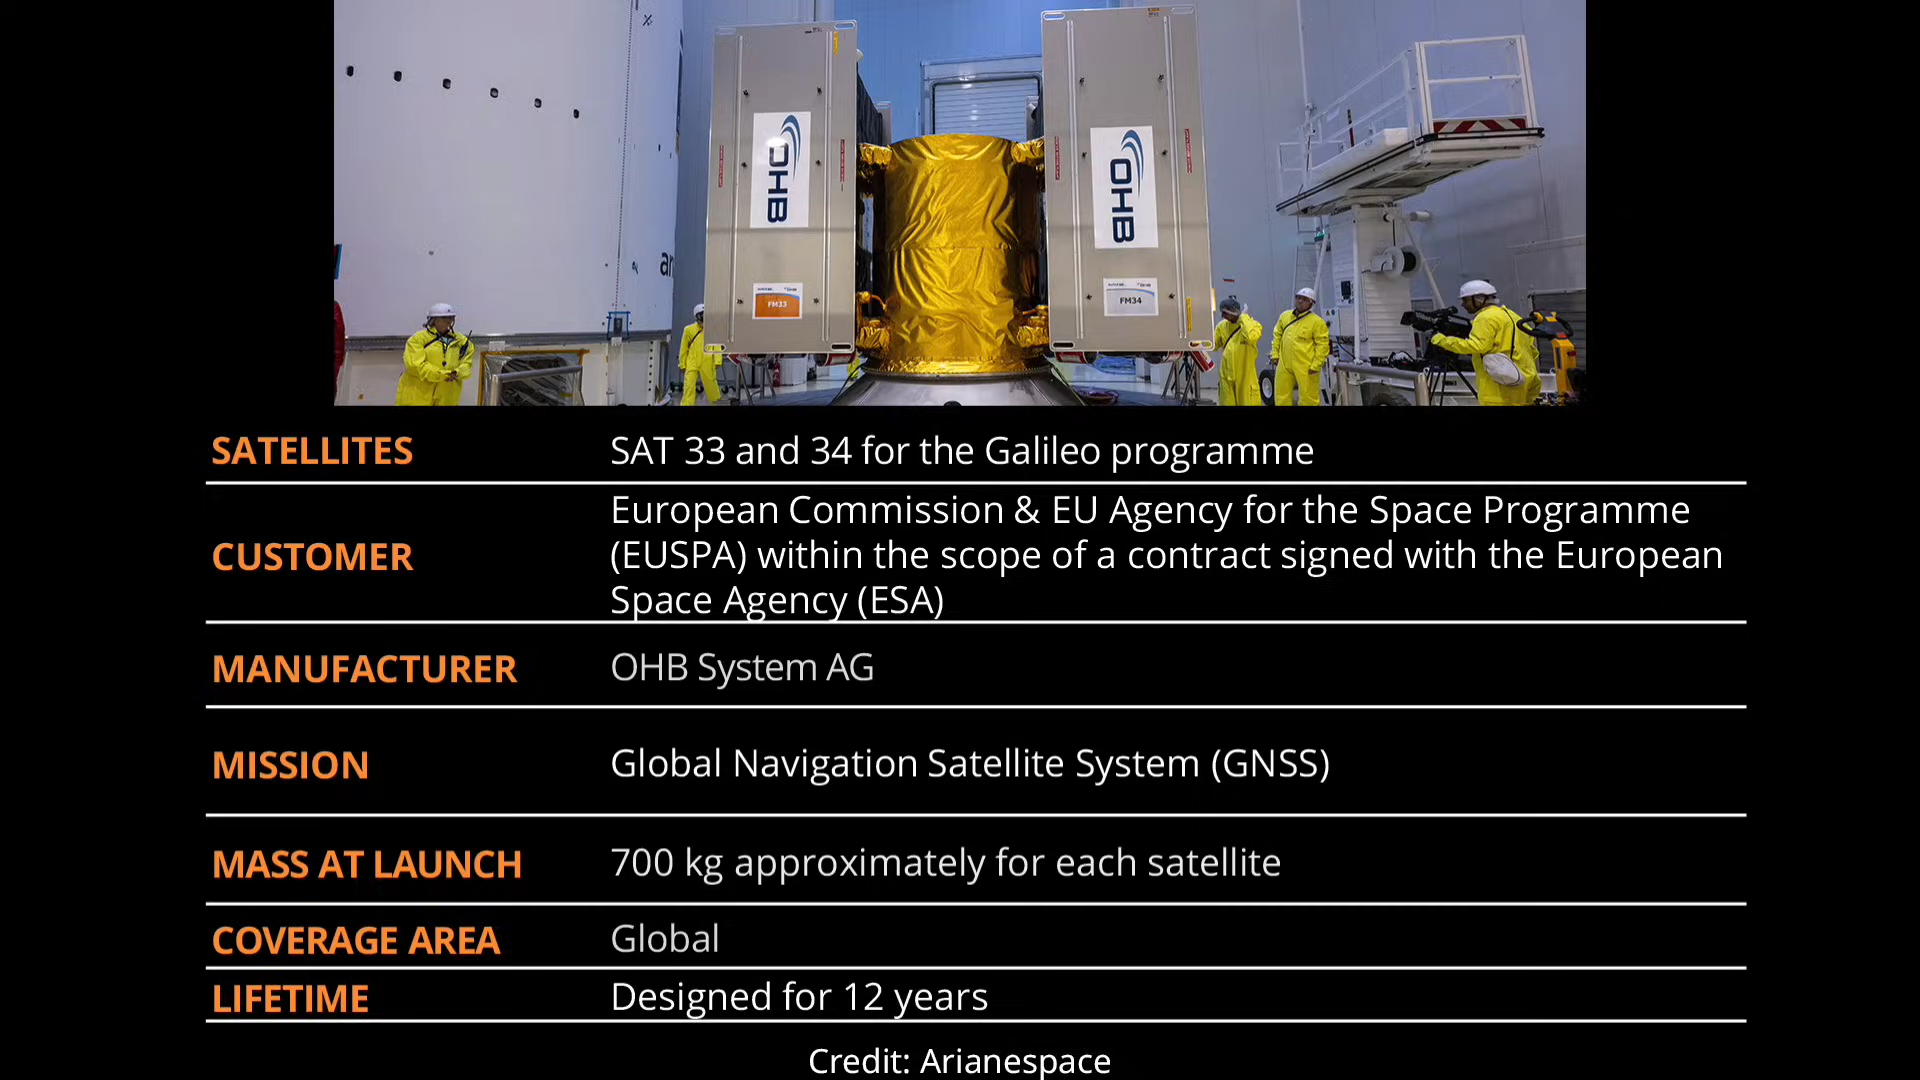 OHB
OHB
FM33
FM34
ar
SATELLITES
SAT 33 and 34 for the Galileo programme
CUSTOMER
European Commission & EU Agency for the Space Programme
(EUSPA) within the scope of a contract signed with the European
Space Agency (ESA)
MANUFACTURER
OHB System AG
MISSION
Global Navigation Satellite System (GNSS)
MASS AT LAUNCH
700 kg approximately for each satellite
COVERAGE AREA
Global
LIFETIME
Designed for 12 years
Credit: Arianespace